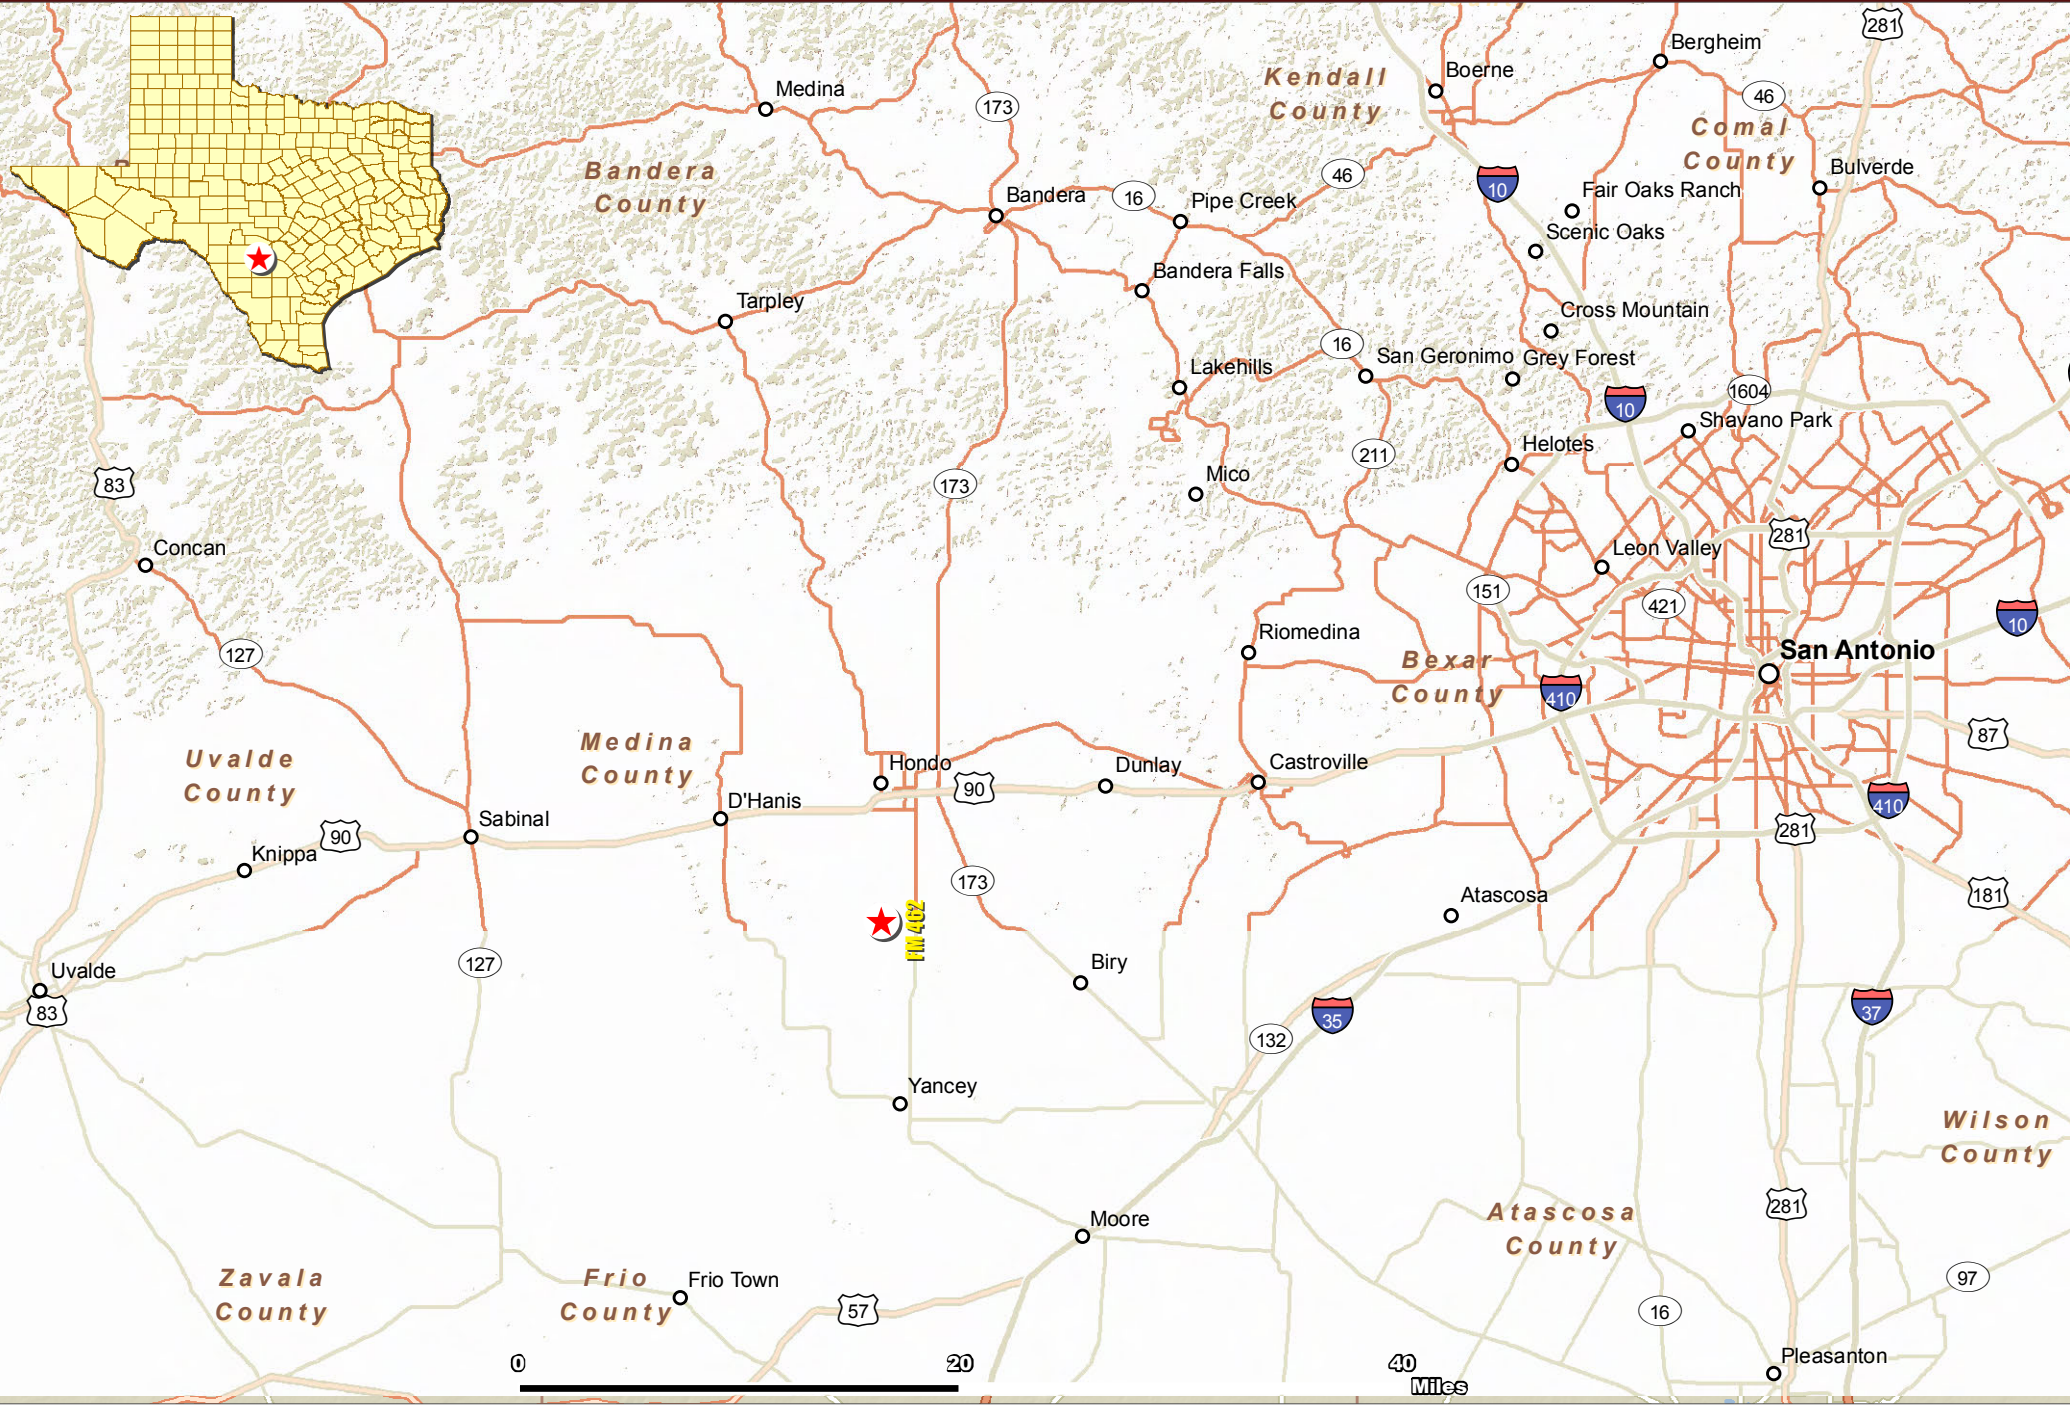 281
Bergheim
Boerne
Kendall
County
Medina
173
46
Comal
County
Bandera
County
Bulverde
46
10
Fair Oaks Ranch
Bandera
16
Pipe Creek
Scenic Oaks
Bandera Falls
Tarpley
Cross Mountain
16
San Geronimo
Grey Forest
Lakehills
1604
10
Shavano Park
Helotes
211
Mico
83
173
281
Concan
Leon Valley
151
421
10
Riomedina
127
San Antonio
Bexar
County
410
87
Medina
County
Uvalde
County
Hondo
Dunlay
Castroville
90
D'Hanis
410
Sabinal
281
90
Knippa
173
Atascosa
181
FM 462
Biry
127
Uvalde
83
35
37
132
Yancey
Wilson
County
281
Moore
Atascosa
County
Zavala
County
Frio
County
Frio Town
97
57
16
Pleasanton
0 20 40
Miles